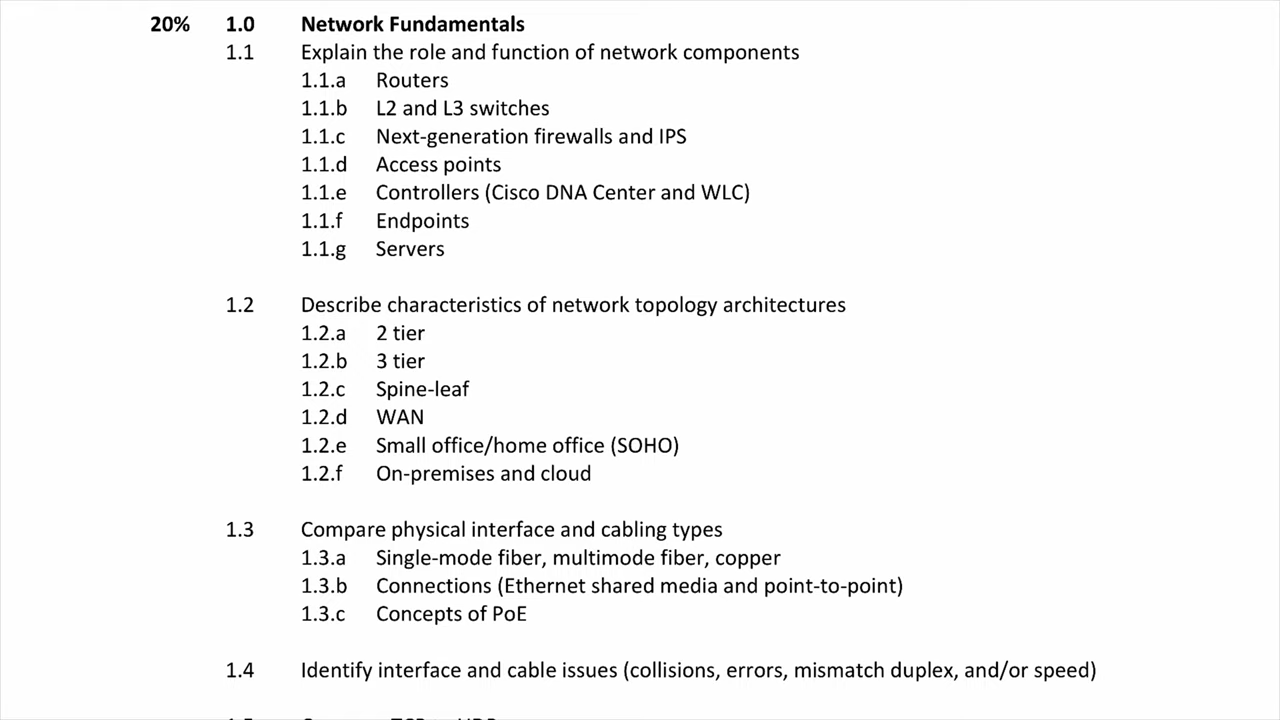 20% 1.0 Network Fundamentals
1.1 Explain the role and function of network components
1.1.a Routers
1.1.b L2 and L3 switches
1.1.c Next-generation firewalls and IPS
1.1.d Access points
1.1.e Controllers (Cisco DNA Center and WLC)
1.1.f Endpoints
1.1.g Servers
1.2 Describe characteristics of network topology architectures
1.2.a 2 tier
1.2.b 3 tier
1.2.c Spine-leaf
1.2.d WAN
1.2.e Small office/home office (SOHO)
1.2.f On-premises and cloud
1.3 Compare physical interface and cabling types
1.3.a Single-mode fiber, multimode fiber, copper
1.3.b Connections (Ethernet shared media and point-to-point)
1.3.c Concepts of PoE
1.4 Identify interface and cable issues (collisions, errors, mismatch duplex, and/or speed)